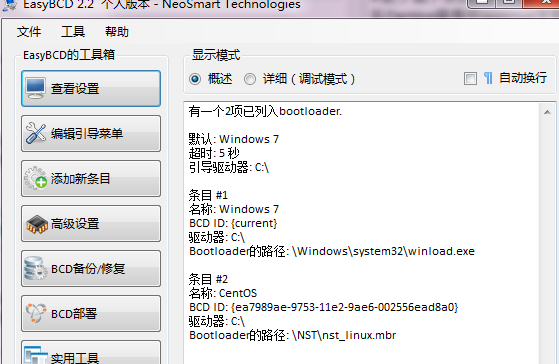 EasyBCD 2.2 个人版本 - NeoSmart Technologies
文件 工具 帮助
EasyBCD的工具箱
查看设置
编辑引导菜单
添加新条目
高级设置
BCD备份/修复
BCD部署
实用工具
显示模式
概述 详细（调试模式） ¶ 自动换行
有一个2项已列入bootloader.
默认: Windows 7
超时: 5 秒
引导驱动器: C:\
条目 #1
名称: Windows 7
BCD ID: {current}
驱动器: C:\
Bootloader的路径: \Windows\system32\winload.exe
条目 #2
名称: CentOS
BCD ID: {ea7989ae-9753-11e2-9ae6-002556ead8a0}
驱动器: C:\
Bootloader的路径: \NST\nst_linux.mbr